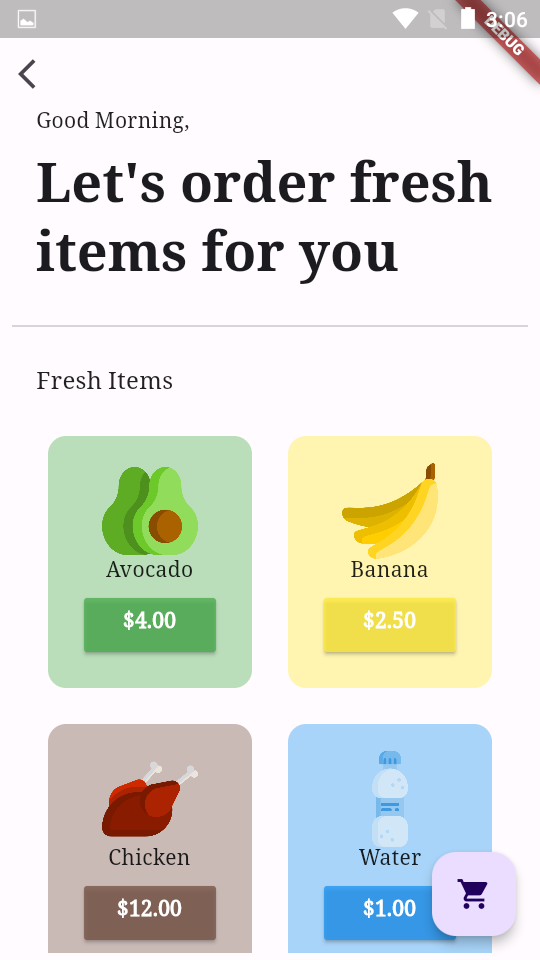 3:06
DEBUG
Good Morning,
Let's order fresh
items for you
Fresh Items
Avocado
Banana
$4.00
$2.50
Chicken
Water
$12.00
$1.00